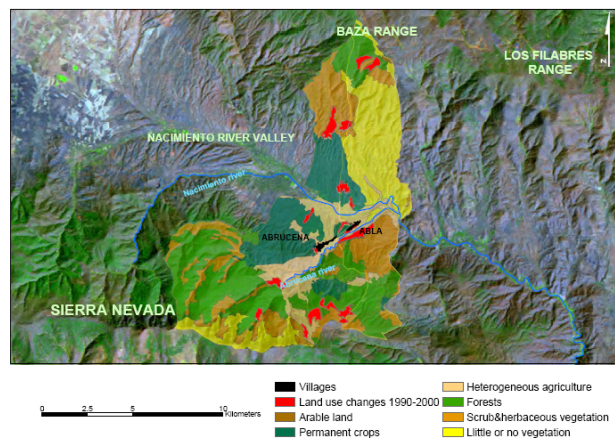 BAZA RANGE
N
LOS FILABRES
RANGE
NACIMIENTO RIVER VALLEY
Nacimiento river
ABRUCENA
ABLA
Abrucena river
SIERRA NEVADA
Villages
Land use changes 1990-2000
Arable land
Permanent crops
Heterogeneous agriculture
Forests
Scrub&herbaceous vegetation
Llittle or no vegetation
0 2.5 5 10
Kilometers